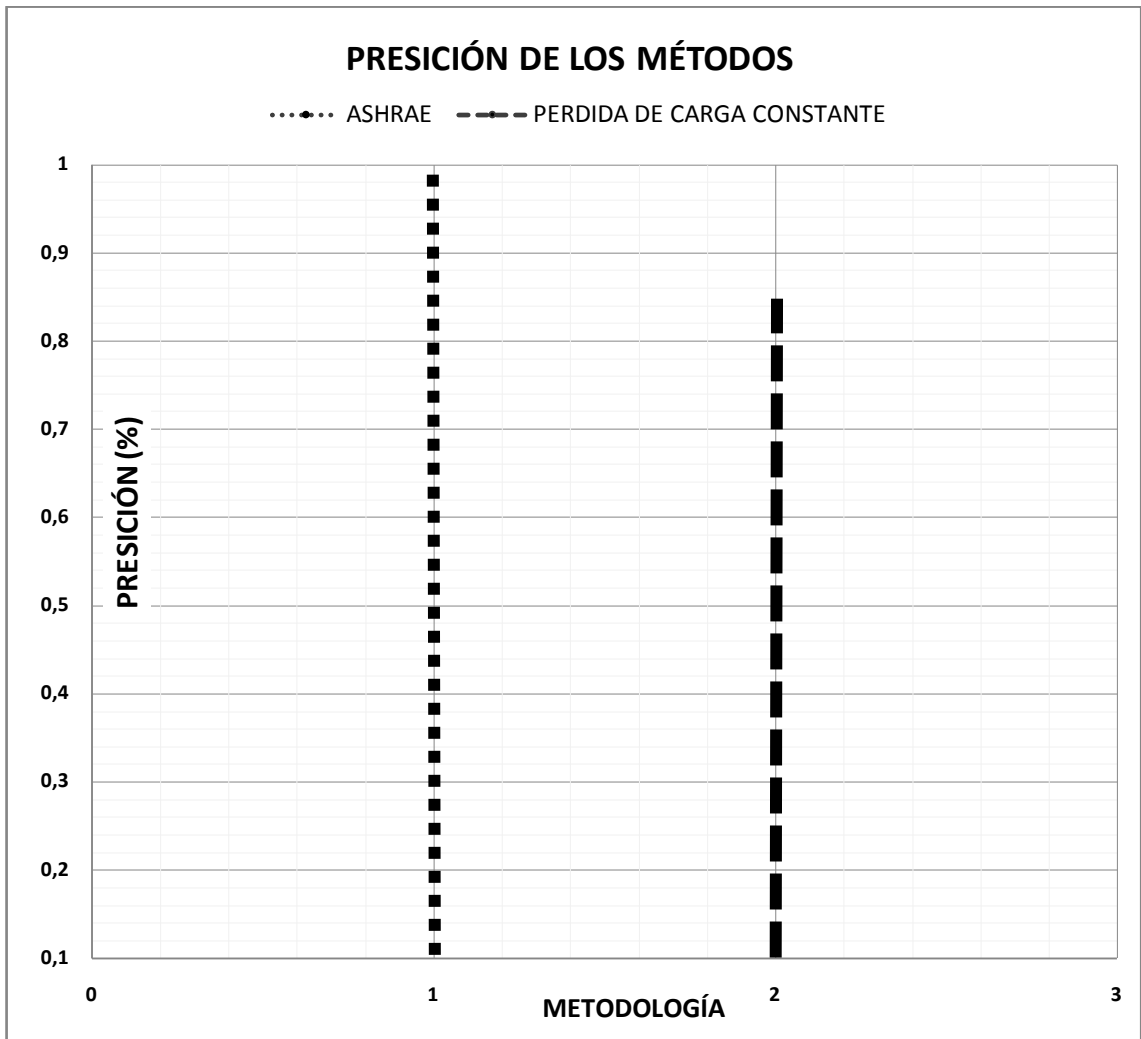 PRESICIÓN DE LOS MÉTODOS
ASHRAE PERDIDA DE CARGA CONSTANTE
1
0,9
0,8
0,7
0,6
0,5
0,4
0,3
0,2
0,1
PRESICIÓN (%)
0 1 2 3
METODOLOGÍA